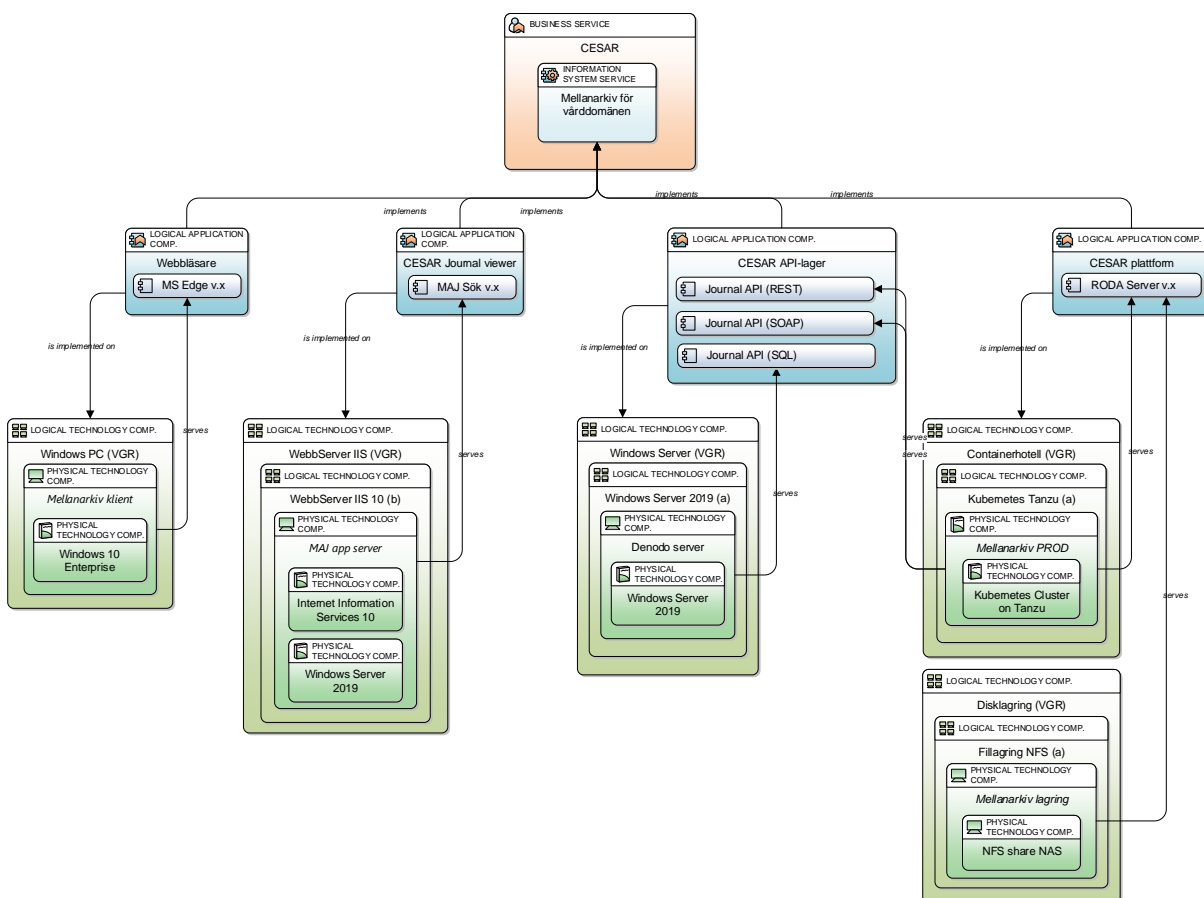 BUSINESS SERVICE
CESAR
INFORMATION
SYSTEM SERVICE
Mellanarkiv för
vårddomänen
implements
implements
implements
implements
LOGICAL APPLICATION
COMP.
Webbläsare
MS Edge v.x
LOGICAL APPLICATION
COMP.
CESAR Journal viewer
MAJ Sök v.x
LOGICAL APPLICATION COMP.
CESAR API-lager
Journal API (REST)
Journal API (SOAP)
Journal API (SQL)
LOGICAL APPLICATION COMP.
CESAR plattform
RODA Server v.x
is implemented on
is implemented on
is implemented on
is implemented on
serves
serves
serves
serves
serves
serves
serves
LOGICAL TECHNOLOGY COMP.
Windows PC (VGR)
PHYSICAL TECHNOLOGY
COMP.
Mellanarkiv klient
PHYSICAL
TECHNOLOGY COMP.
Windows 10
Enterprise
LOGICAL TECHNOLOGY COMP.
WebbServer IIS (VGR)
LOGICAL TECHNOLOGY COMP.
WebbServer IIS 10 (b)
PHYSICAL TECHNOLOGY
COMP.
MAJ app server
PHYSICAL
TECHNOLOGY COMP.
Internet Information
Services 10
PHYSICAL
TECHNOLOGY COMP.
Windows Server
2019
LOGICAL TECHNOLOGY COMP.
Windows Server (VGR)
LOGICAL TECHNOLOGY COMP.
Windows Server 2019 (a)
PHYSICAL TECHNOLOGY
COMP.
Denodo server
PHYSICAL
TECHNOLOGY COMP.
Windows Server
2019
LOGICAL TECHNOLOGY COMP.
Containerhotell (VGR)
LOGICAL TECHNOLOGY COMP.
Kubernetes Tanzu (a)
PHYSICAL TECHNOLOGY
COMP.
Mellanarkiv PROD
PHYSICAL
TECHNOLOGY COMP.
Kubernetes Cluster
on Tanzu
LOGICAL TECHNOLOGY COMP.
Disklagring (VGR)
LOGICAL TECHNOLOGY COMP.
Fillagring NFS (a)
PHYSICAL TECHNOLOGY
COMP.
Mellanarkiv lagring
PHYSICAL
TECHNOLOGY COMP.
NFS share NAS